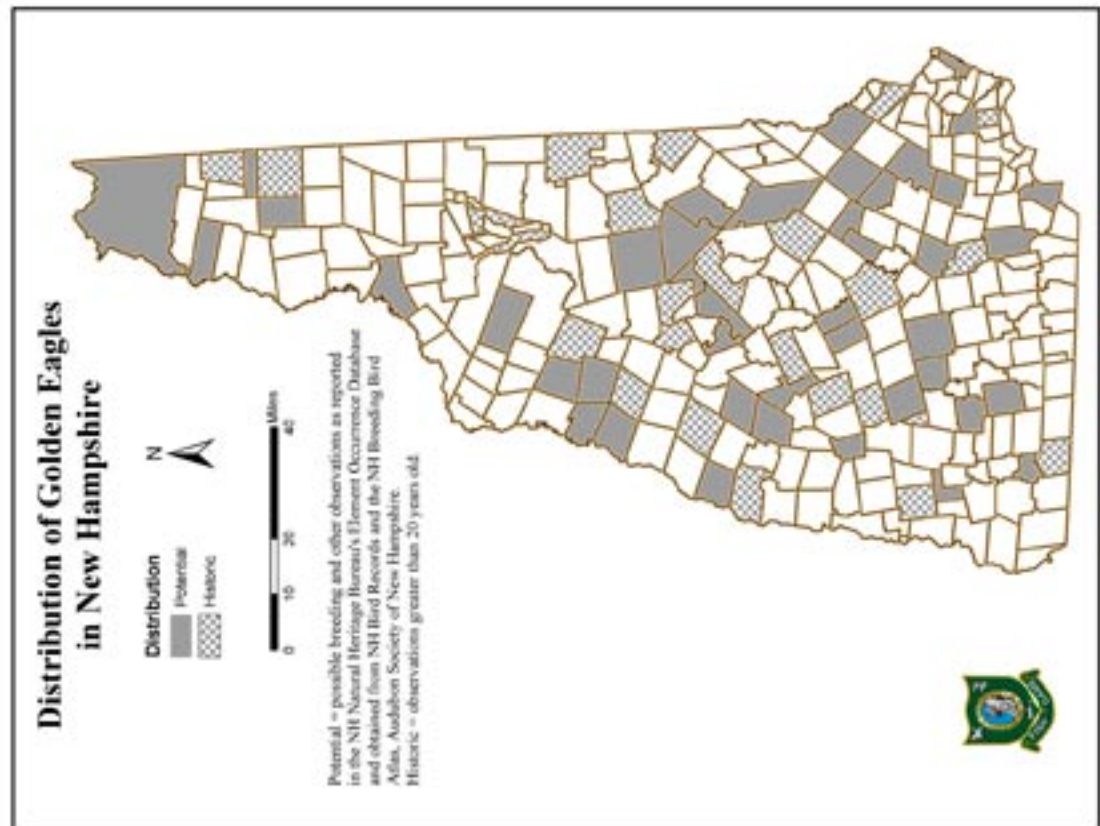 Distribution of Golden Eagles
in New Hampshire
N
Distribution
Potential
Historic
0 10 20 40
Miles
Potential = possible breeding and other observations as reported
in the NH Natural Heritage Bureau's Element Occurrence Database
and obtained from NH Bird Records and the NH Breeding Bird
Atlas, Audubon Society of New Hampshire.
Historic = observations greater than 20 years old.